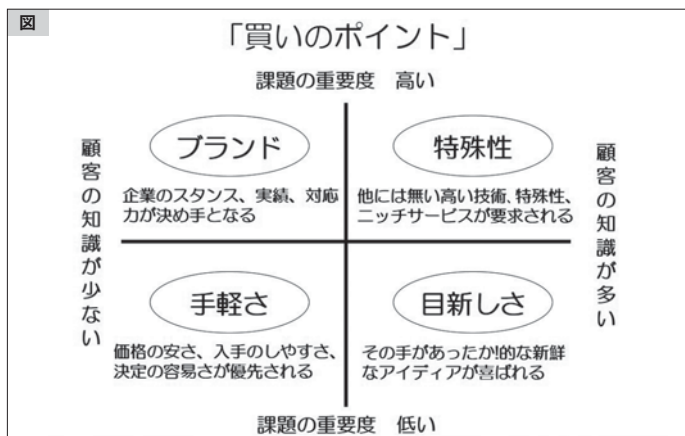 図
「買いのポイント」
課題の重要度 高い
顧客の知識が少ない
ブランド
企業のスタンス、実績、対応
力が決め手となる
特殊性
他には無い高い技術、特殊性、
ニッチサービスが要求される
顧客の知識が多い
手軽さ
価格の安さ、入手のしやすさ、
決定の容易さが優先される
目新しさ
その手があったか!的な新鮮
なアイディアが喜ばれる
課題の重要度 低い